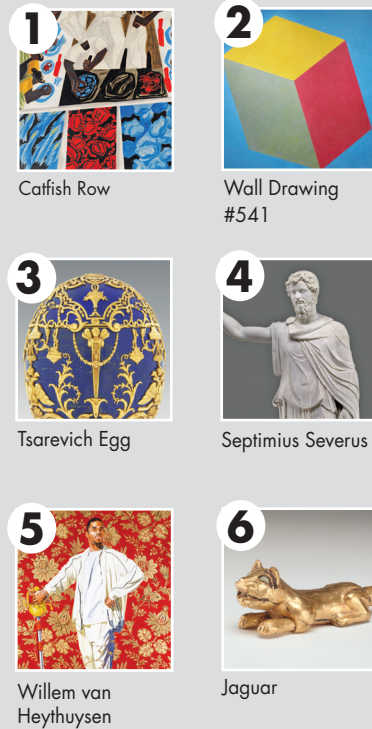 1
2
Catfish Row
Wall Drawing
#541
3
4
Tsarevich Egg
Septimius Severus
5
6
Willem van
Heythuysen
Jaguar